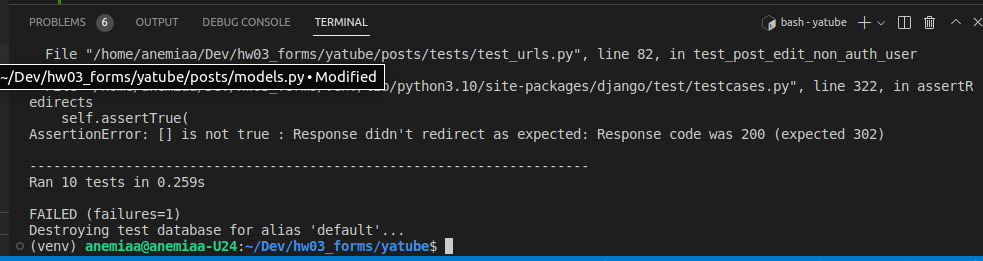 PROBLEMS 6 OUTPUT DEBUG CONSOLE TERMINAL bash - yatube
File "/home/anemiaa/Dev/hw03_forms/yatube/posts/tests/test_urls.py", line 82, in test_post_edit_non_auth_user
~/Dev/hw03_forms/yatube/posts/models.py • Modified
/python3.10/site-packages/django/test/testcases.py", line 322, in assertR
edirects
self.assertTrue(
AssertionError: [] is not true : Response didn't redirect as expected: Response code was 200 (expected 302)
----------------------------------------------------------------------
Ran 10 tests in 0.259s
FAILED (failures=1)
Destroying test database for alias 'default'...
(venv) anemiaa@anemiaa-U24:~/Dev/hw03_forms/yatube$